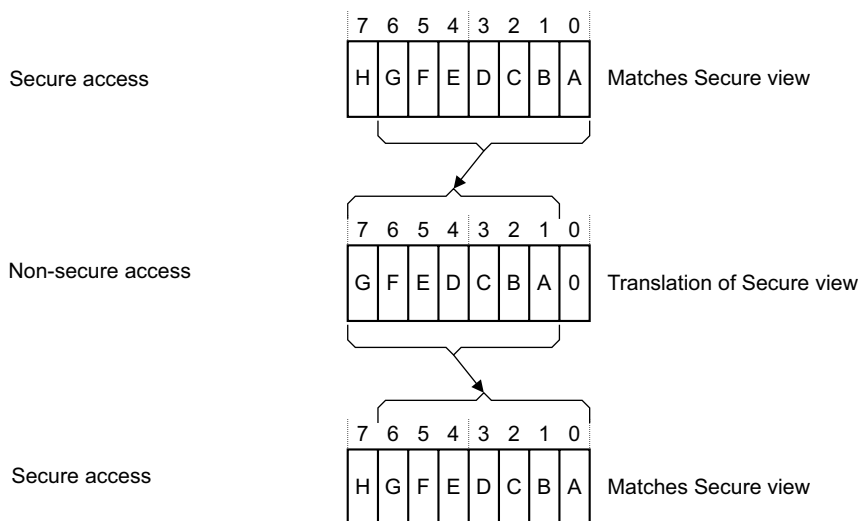 7 6 5 4 3 2 1 0
Secure access H G F E D C B A Matches Secure view
7 6 5 4 3 2 1 0
Non-secure access G F E D C B A 0 Translation of Secure view
7 6 5 4 3 2 1 0
Secure access H G F E D C B A Matches Secure view